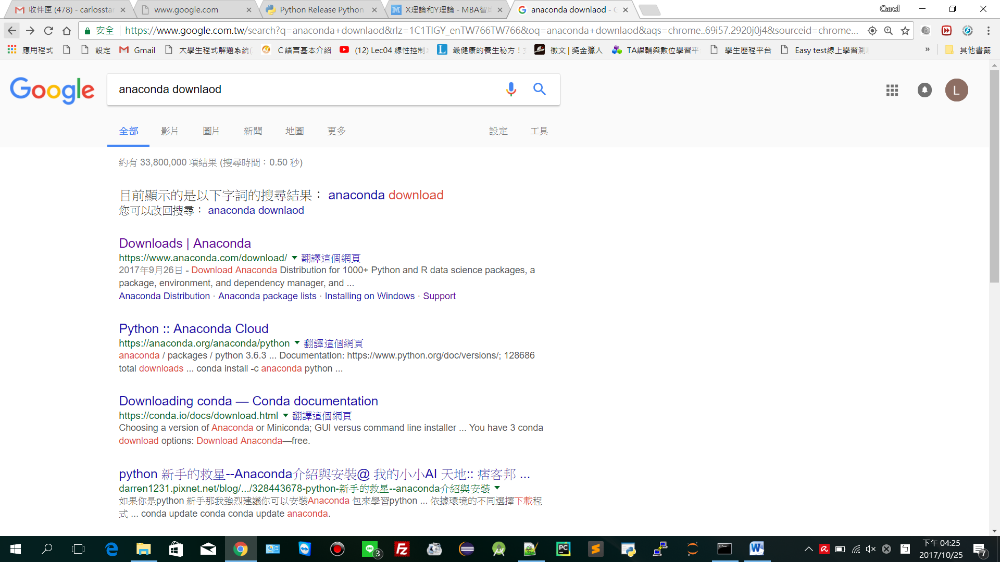 收件匣 (478) - carlosstar
www.google.com
Python Release Python
X理論和Y理論 - MBA智
anaconda downlaod -
Carol
安全
https://www.google.com.tw/search?q=anaconda+downlaod&rlz=1C1TIGY_enTW766TW766&oq=anaconda+downlaod&aqs=chrome..69i57.2920j0j4&sourceid=chrome...
應用程式
設定
Gmail
大學生程式解題系統(
C語言基本介紹
(12) Lec04 線性控制
最健康的養生秘方！
徵文 | 獎金獵人
TA課輔與數位學習平
學生歷程平台
Easy test線上學習測
»
其他書籤
Google
anaconda downlaod
L
全部
影片
圖片
新聞
地圖
更多
設定
工具
約有 33,800,000 項結果 (搜尋時間：0.50 秒)
目前顯示的是以下字詞的搜尋結果： anaconda download
您可以改回搜尋： anaconda downlaod
Downloads | Anaconda
https://www.anaconda.com/download/ 翻譯這個網頁
2017年9月26日 - Download Anaconda Distribution for 1000+ Python and R data science packages, a
package, environment, and dependency manager, and ...
Anaconda Distribution · Anaconda package lists · Installing on Windows · Support
Python :: Anaconda Cloud
https://anaconda.org/anaconda/python 翻譯這個網頁
anaconda / packages / python 3.6.3 ... Documentation: https://www.python.org/doc/versions/; 128686
total downloads ... conda install -c anaconda python ...
Downloading conda — Conda documentation
https://conda.io/docs/download.html 翻譯這個網頁
Choosing a version of Anaconda or Miniconda; GUI versus command line installer ... You have 3 conda
download options: Download Anaconda—free.
python 新手的救星--Anaconda介紹與安裝@ 我的小小AI 天地:: 痞客邦 ...
darren1231.pixnet.net/blog/.../328443678-python-新手的救星--anaconda介紹與安裝
如果你是python 新手那我強烈建議你可以安裝Anaconda 包來學習python ... 依據環境的不同選擇下載程
式 ... conda update conda conda update anaconda.
3
PC
下午 04:25
2017/10/25
7